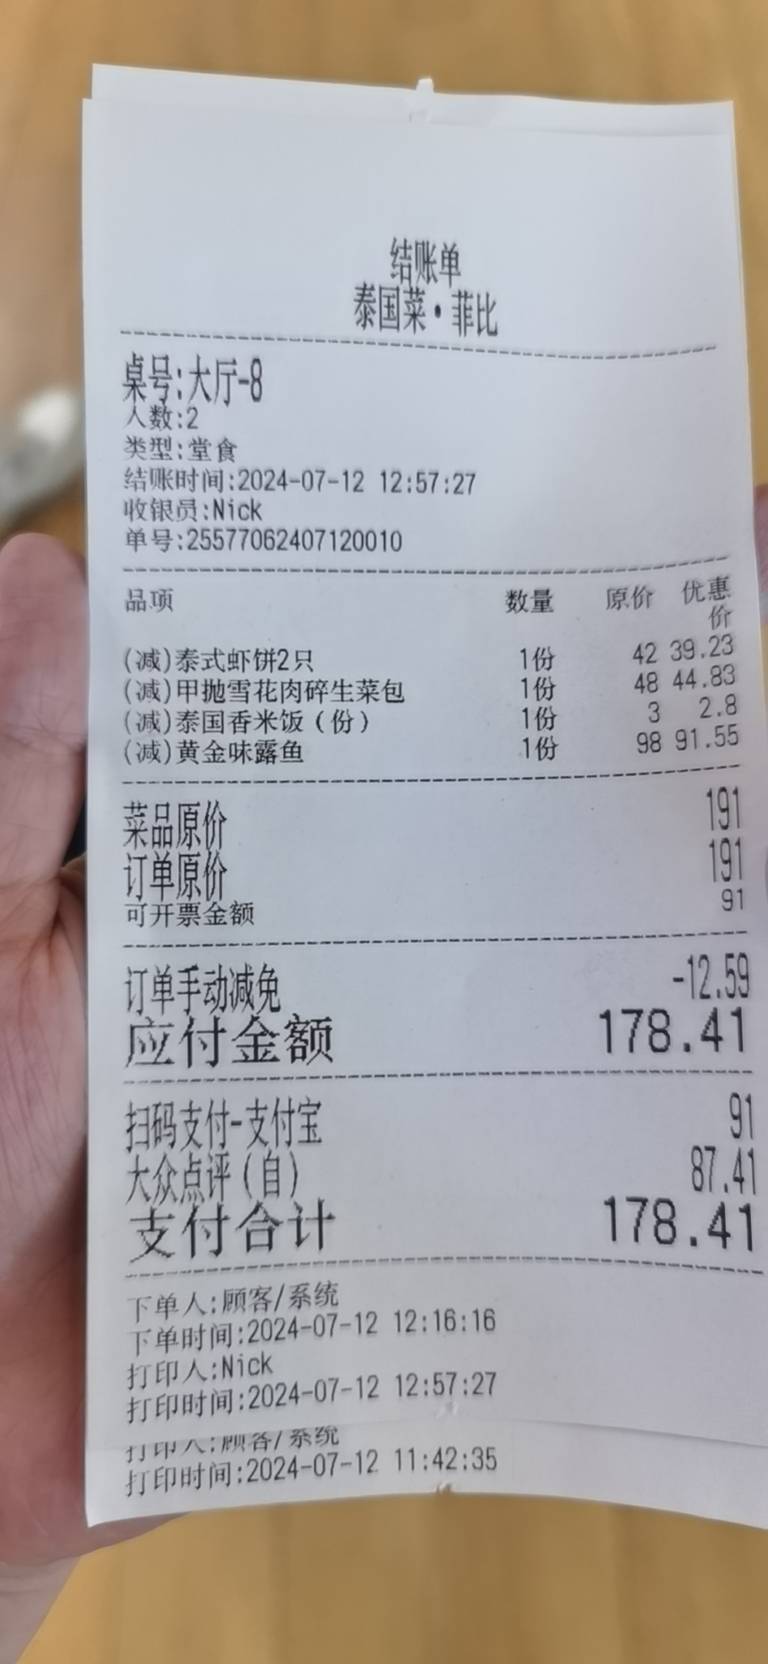 结账单
泰国菜·菲比
桌号:大厅-8
人数:2
类型:堂食
结账时间:2024-07-12 12:57:27
收银员:Nick
单号:25577062407120010
品项 数量 原价 优惠价
(减)泰式虾饼2只 1份 42 39.23
(减)甲抛雪花肉碎生菜包 1份 48 44.83
(减)泰国香米饭(份) 1份 3 2.8
(减)黄金味露鱼 1份 98 91.55
菜品原价 191
订单原价 191
可开票金额 91
订单手动减免 -12.59
应付金额 178.41
扫码支付-支付宝 91
大众点评(自) 87.41
支付合计 178.41
下单人:顾客/系统
下单时间:2024-07-12 12:16:16
打印人:Nick
打印时间:2024-07-12 12:57:27
打印人:顾客/系统
打印时间:2024-07-12 11:42:35